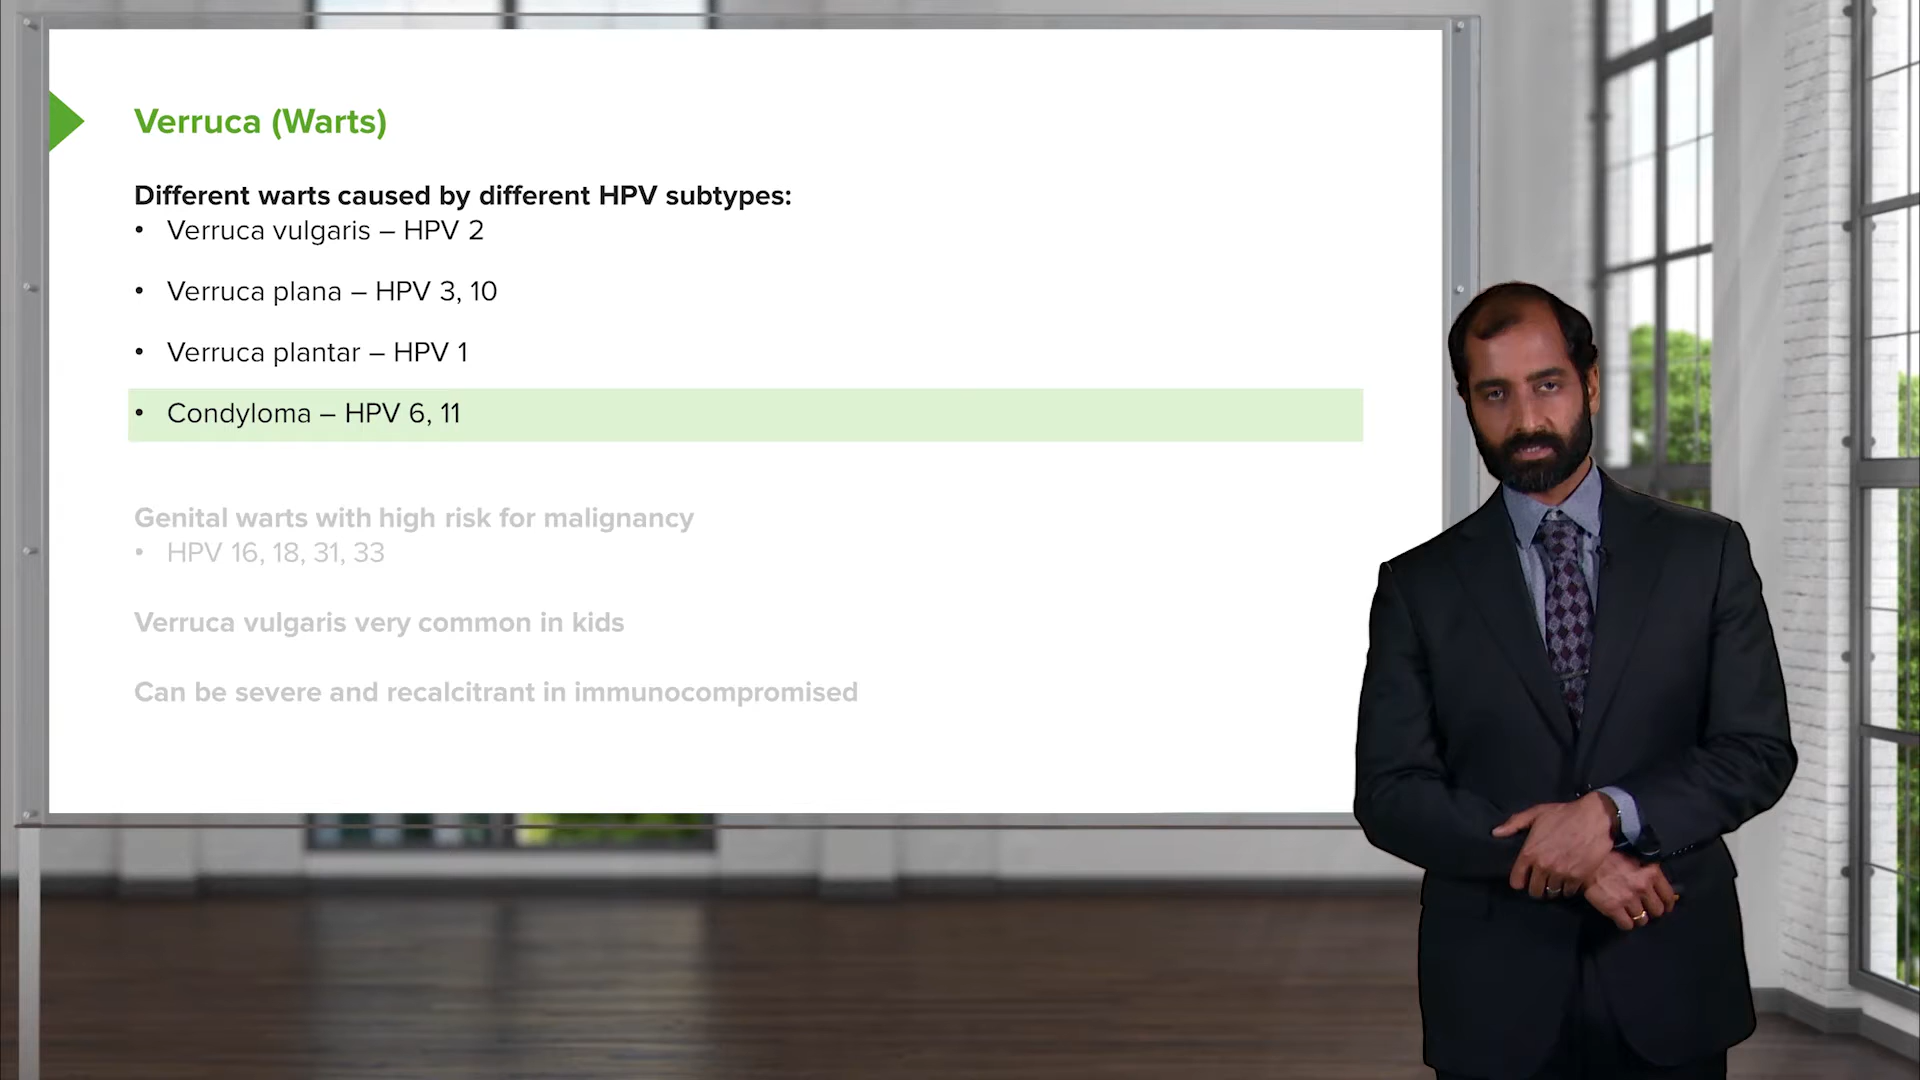 Verruca (Warts)
Different warts caused by different HPV subtypes:
• Verruca vulgaris – HPV 2
• Verruca plana – HPV 3, 10
• Verruca plantar – HPV 1
• Condyloma – HPV 6, 11
Genital warts with high risk for malignancy
• HPV 16, 18, 31, 33
Verruca vulgaris very common in kids
Can be severe and recalcitrant in immunocompromised